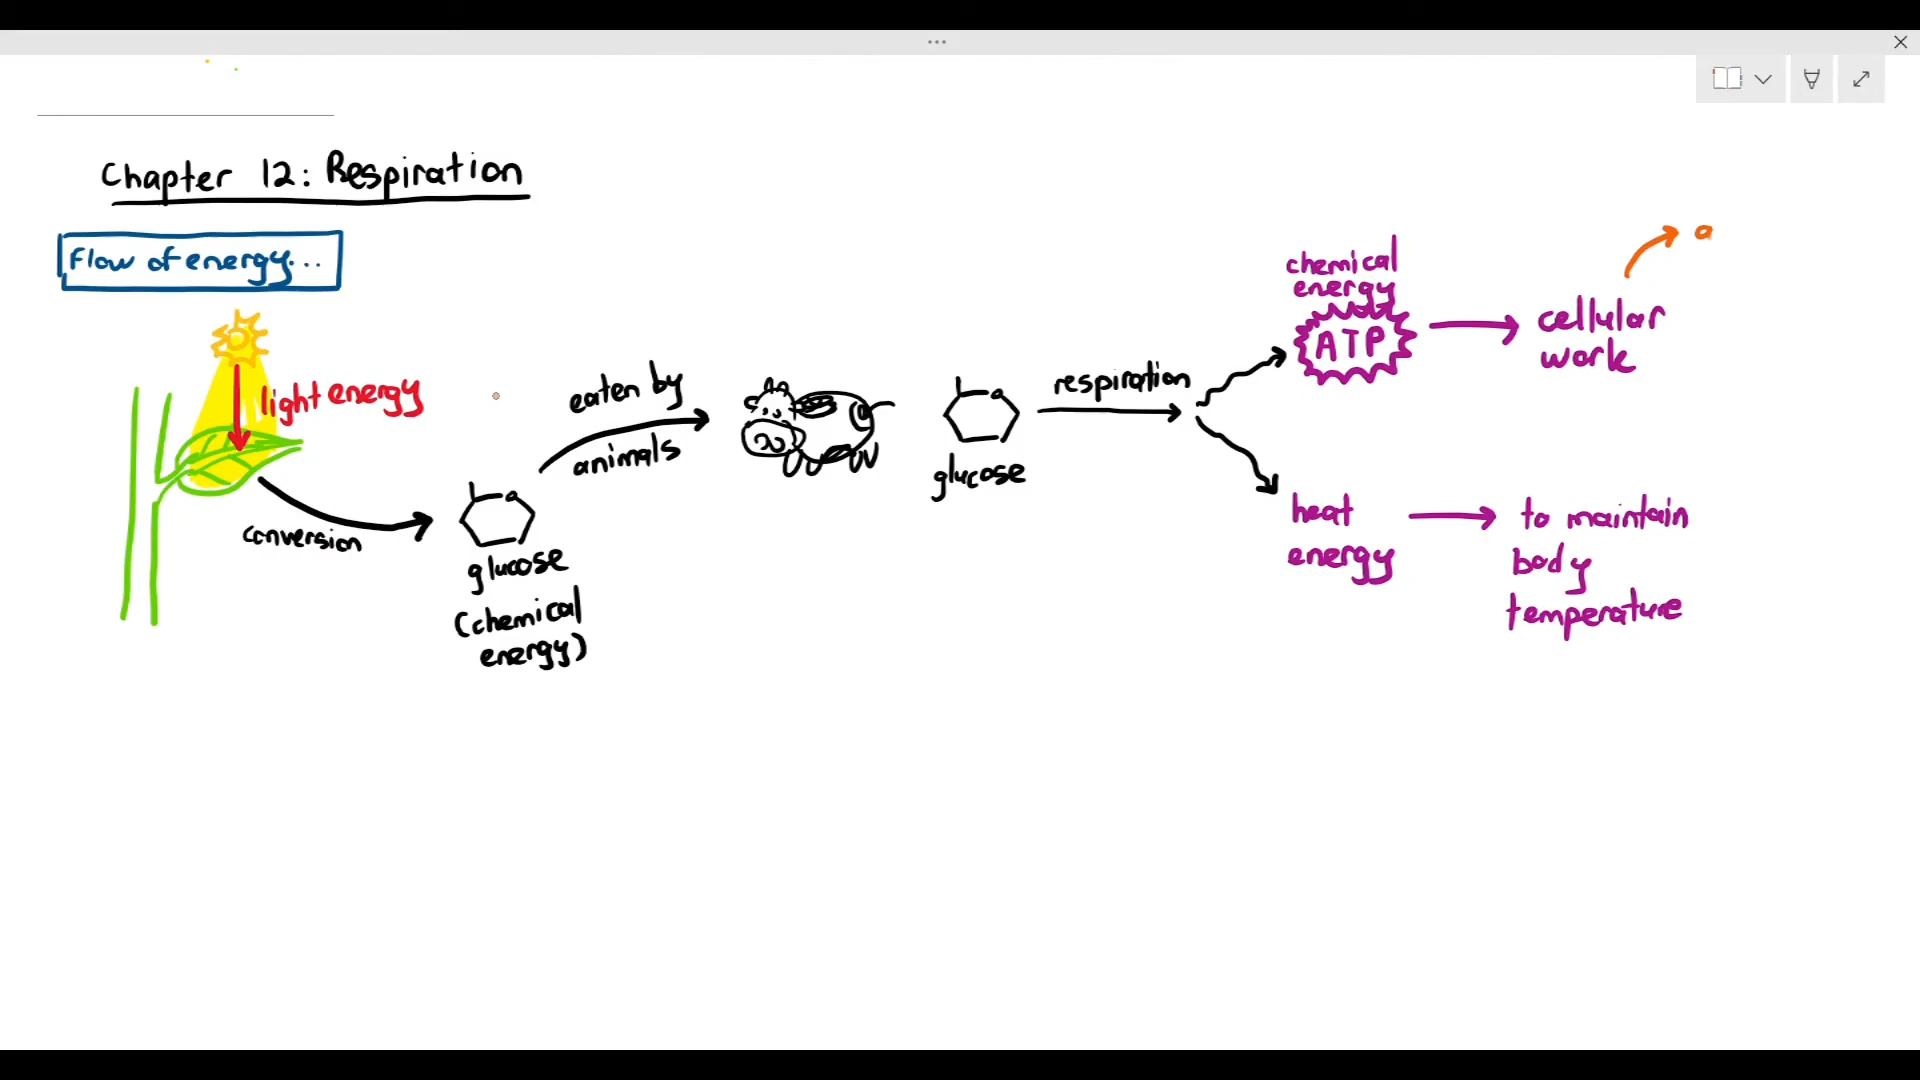 Chapter 12: Respiration
Flow of energy...
light energy
conversion
glucose
(chemical
energy)
eaten by
animals
glucose
respiration
chemical
energy
ATP
cellular
work
a
heat
energy
to maintain
body
temperature